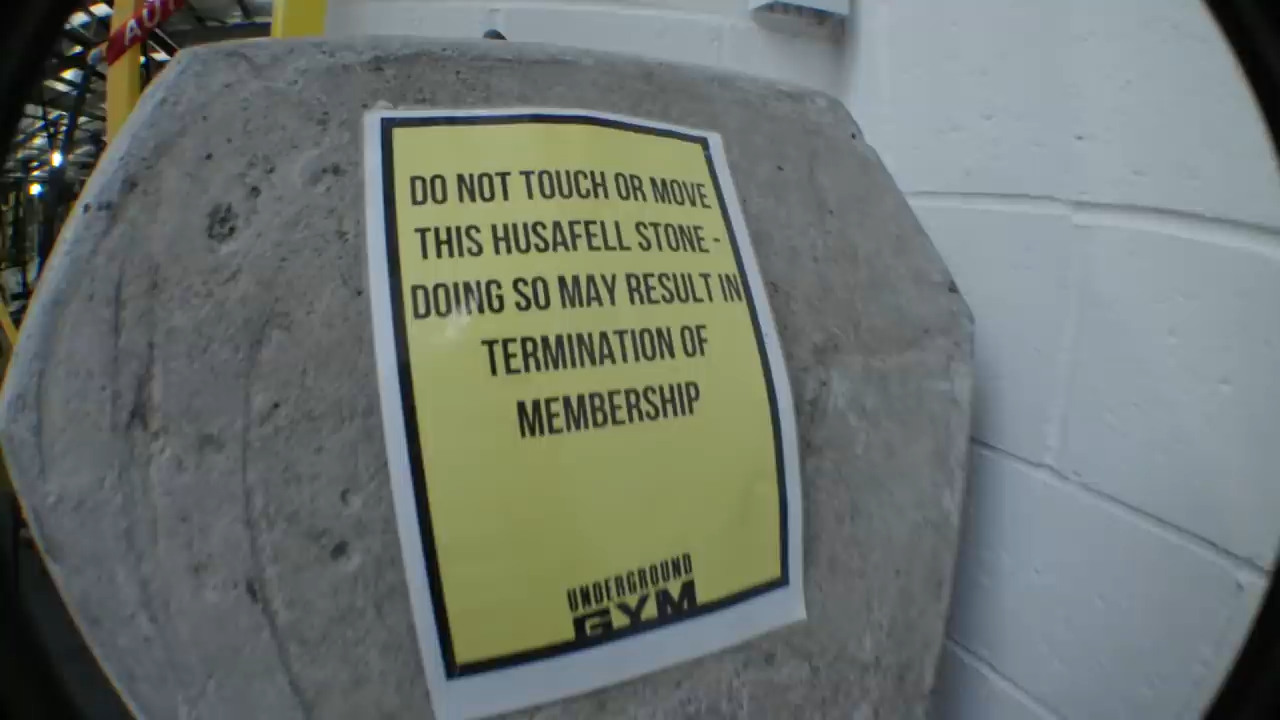 DO NOT TOUCH OR MOVE
THIS HUSAFELL STONE -
DOING SO MAY RESULT IN
TERMINATION OF
MEMBERSHIP
UNDERGROUND
GYM